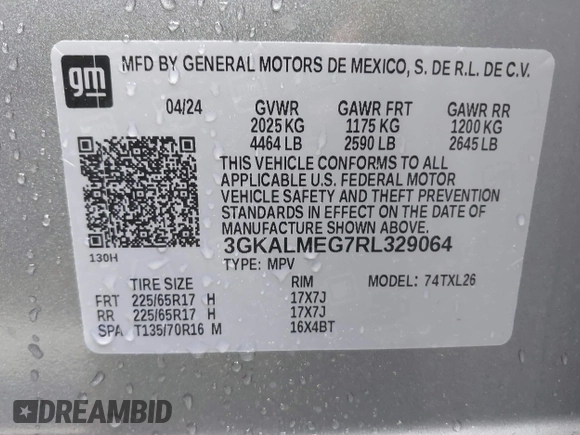 gm
MFD BY GENERAL MOTORS DE MEXICO, S. DE R.L. DE C.V.
04/24 GVWR GAWR FRT GAWR RR
2025 KG 1175 KG 1200 KG
4464 LB 2590 LB 2645 LB
THIS VEHICLE CONFORMS TO ALL
APPLICABLE U.S. FEDERAL MOTOR
VEHICLE SAFETY AND THEFT PREVENTION
STANDARDS IN EFFECT ON THE DATE OF
MANUFACTURE SHOWN ABOVE.
130H 3GKALMEG7RL329064
TYPE: MPV MODEL: 74TXL26
TIRE SIZE RIM
FRT 225/65R17 H 17X7J
RR 225/65R17 H 17X7J
SPA T135/70R16 M 16X4BT
DREAMBID